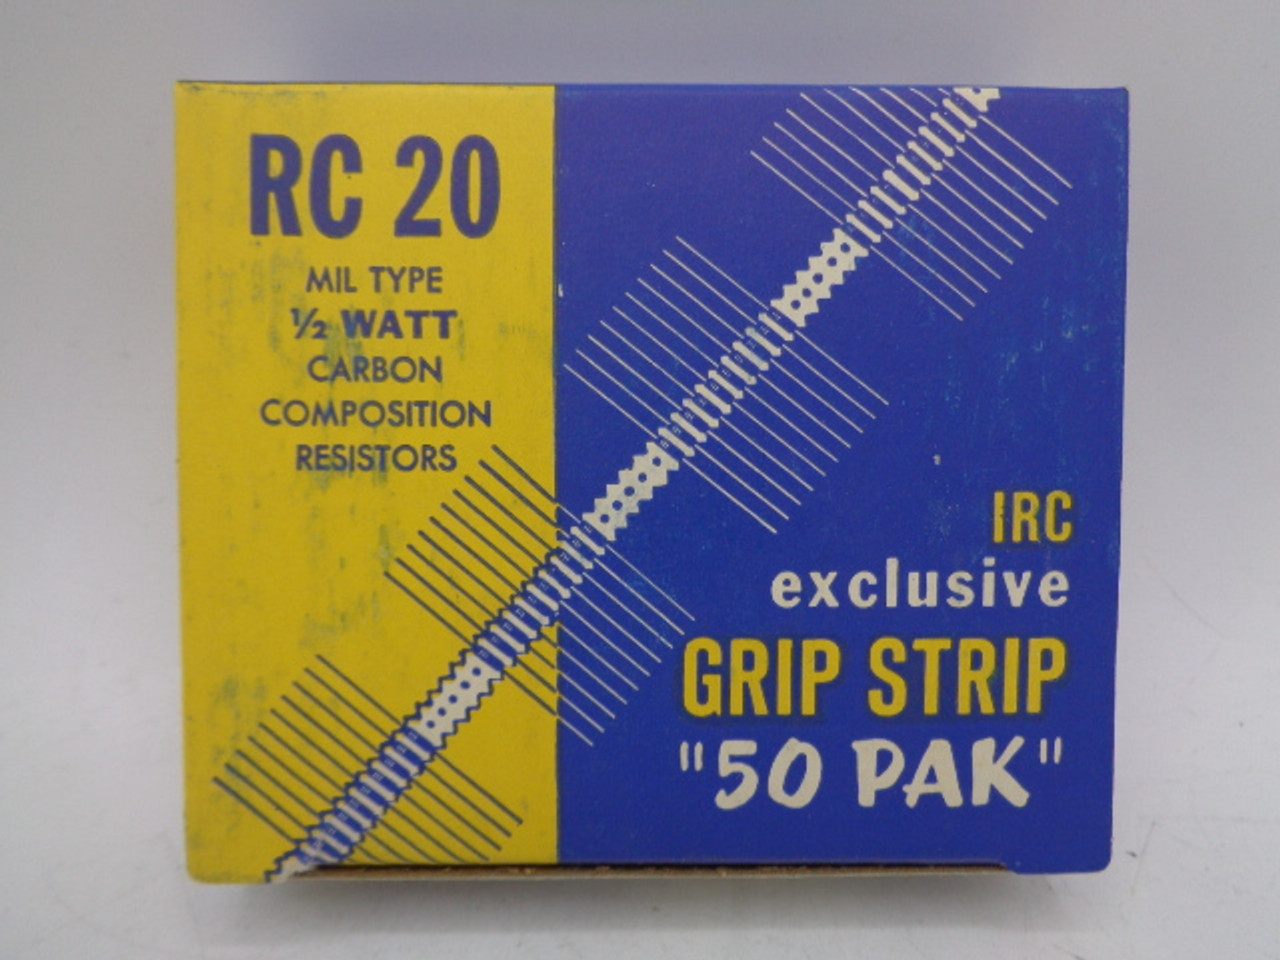 RC 20
MIL TYPE
½ WATT
CARBON
COMPOSITION
RESISTORS
IRC
exclusive
GRIP STRIP
"50 PAK"